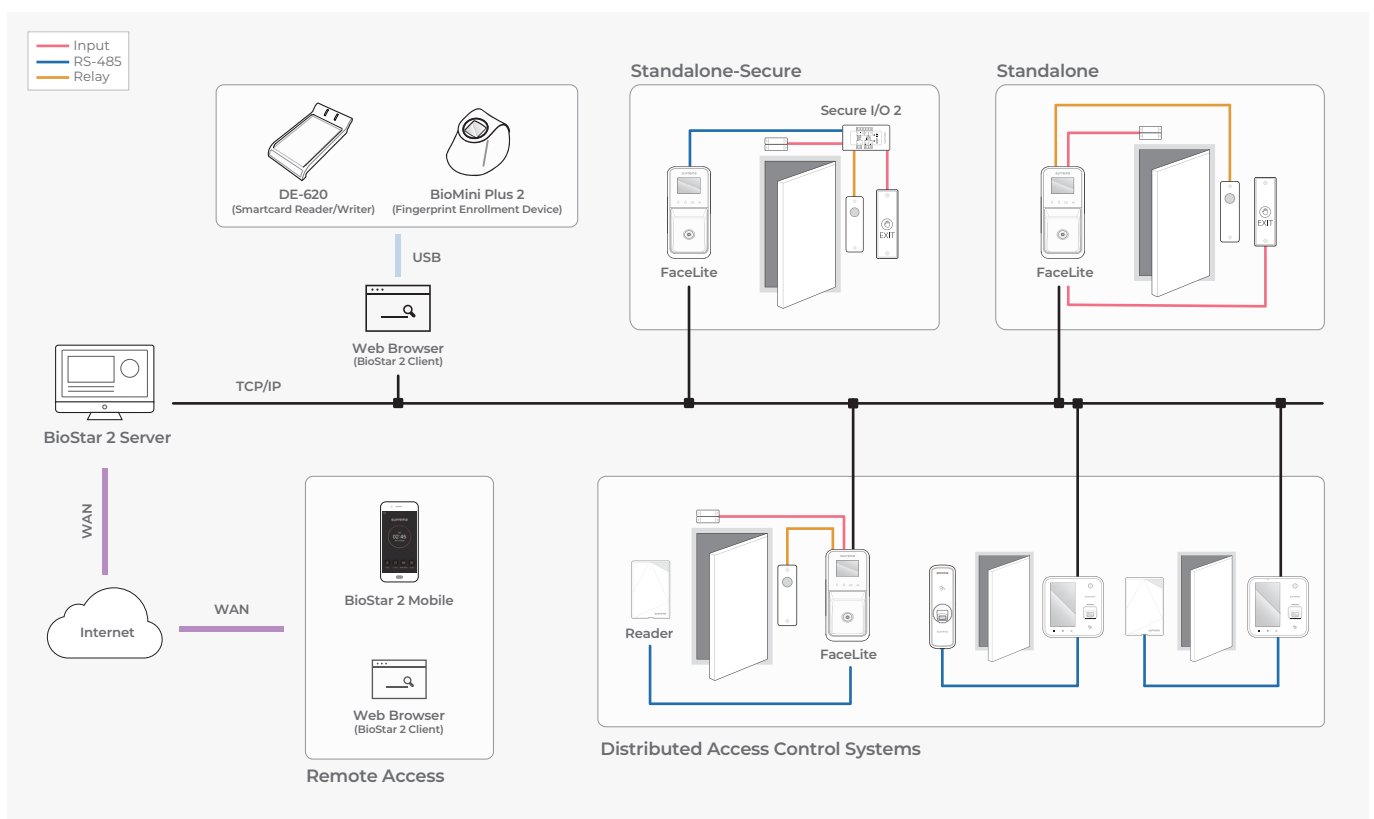 Input
RS-485
Relay
Standalone-Secure
Standalone
Secure I/O 2
DE-620
(Smartcard Reader/Writer)
BioMini Plus 2
(Fingerprint Enrollment Device)
EXIT
EXIT
FaceLite
FaceLite
USB
Web Browser
(BioStar 2 Client)
TCP/IP
BioStar 2 Server
WAN
Internet
WAN
02:45
BioStar 2 Mobile
Web Browser
(BioStar 2 Client)
Remote Access
Reader
FaceLite
Distributed Access Control Systems